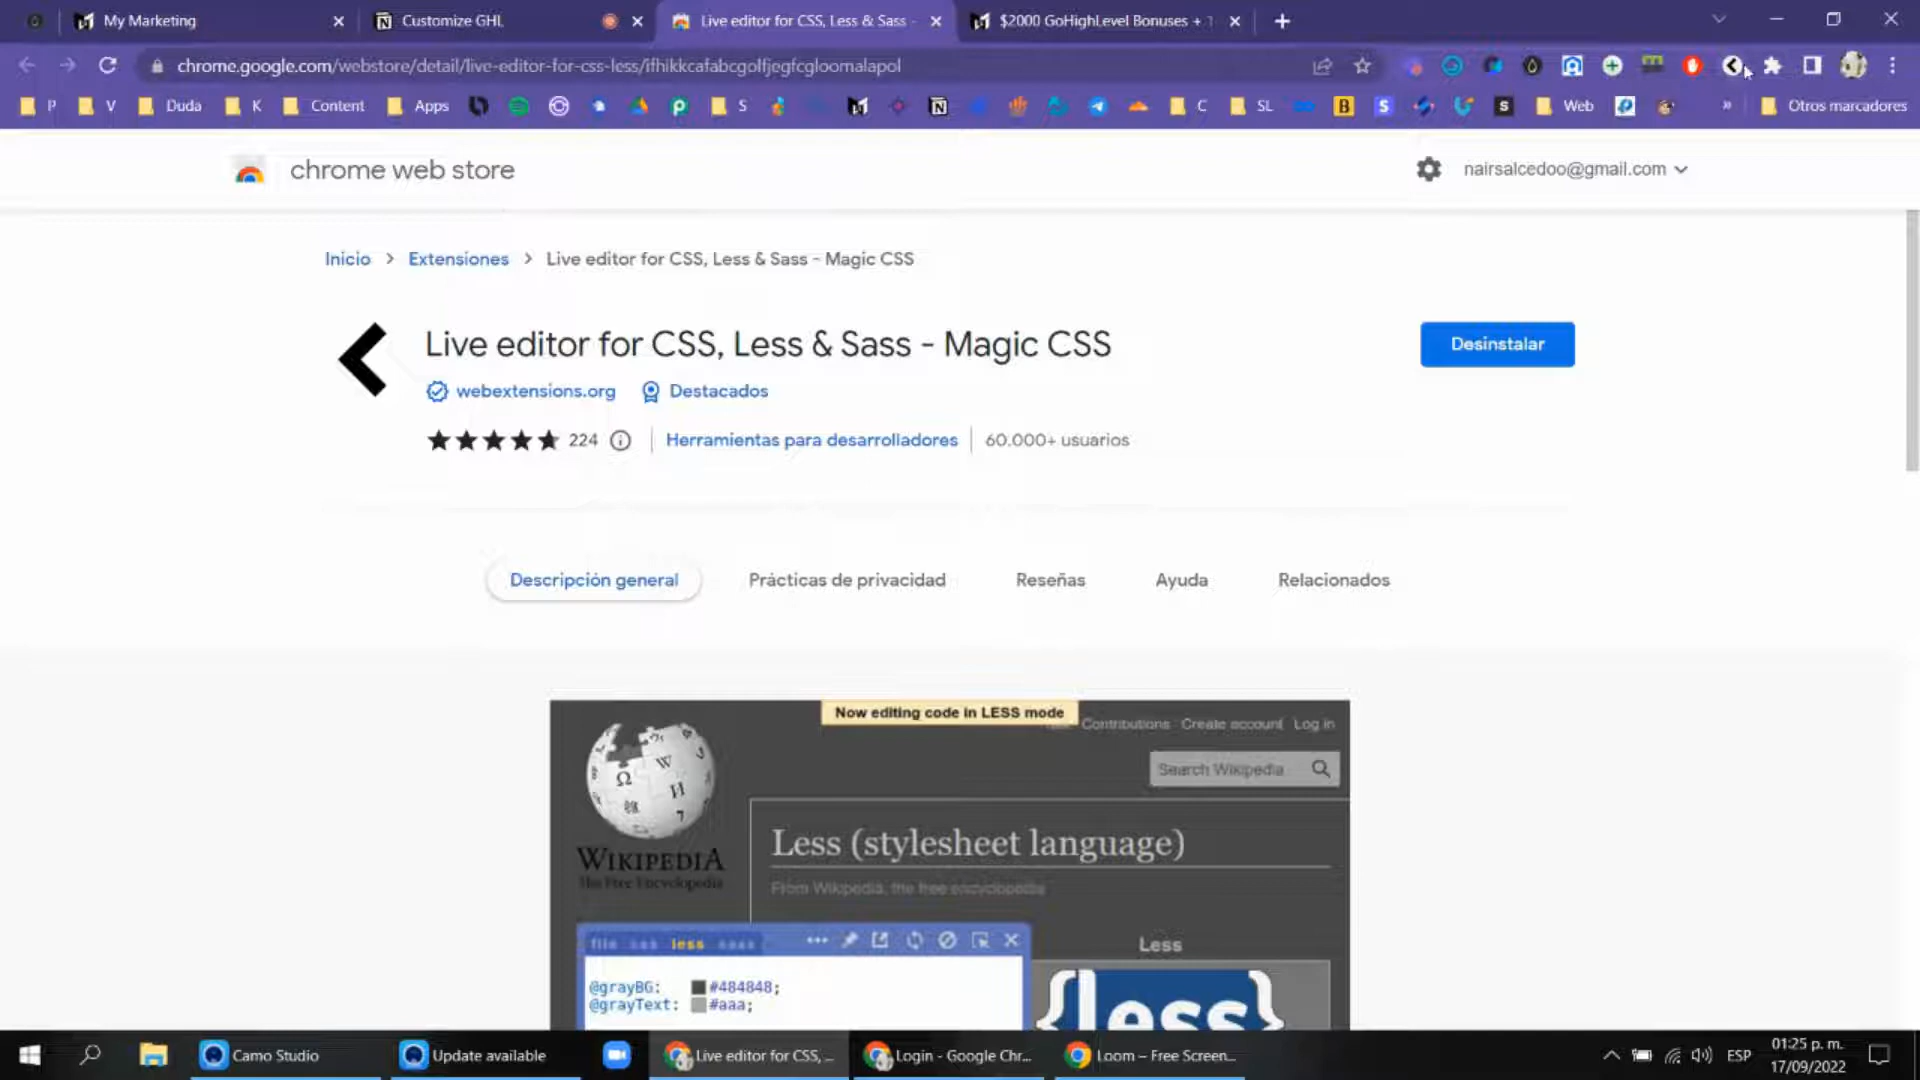 My Marketing
Customize GHL
Live editor for CSS, Less & Sass -
$2000 GoHighLevel Bonuses +
chrome.google.com/webstore/detail/live-editor-for-css-less/ifhikkcafabcgolfjegfcgloomalapol
P
V
Duda
K
Content
Apps
S
C
SL
Web
»
Otros marcadores
chrome web store
nairsalcedoo@gmail.com
Inicio > Extensiones > Live editor for CSS, Less & Sass - Magic CSS
Live editor for CSS, Less & Sass - Magic CSS
Desinstalar
webextensions.org
Destacados
224
Herramientas para desarrolladores
60.000+ usuarios
Descripción general
Prácticas de privacidad
Reseñas
Ayuda
Relacionados
Now editing code in LESS mode
Contributions Create account Log in
Search Wikipedia
WIKIPEDIA
The Free Encyclopedia
Less (stylesheet language)
From Wikipedia, the free encyclopedia
file css less sass
Less
@grayBG: #484848;
@grayText: #aaa;
{less}
Camo Studio
Update available
Live editor for CSS, ...
Login - Google Chr...
Loom – Free Screen...
ESP
01:25 p. m.
17/09/2022